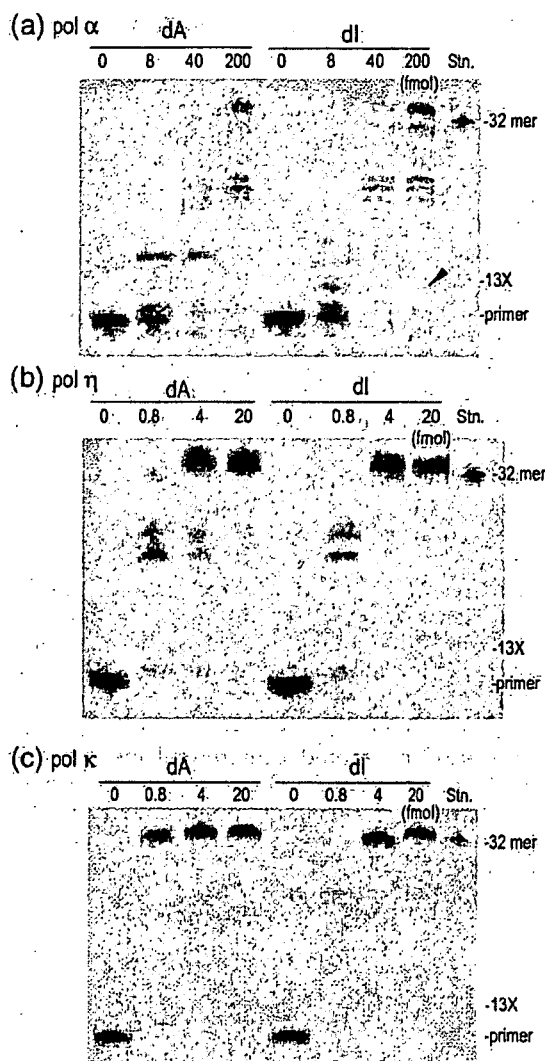 (a) pol α
dA dI
0 8 40 200 0 8 40 200 Stn.
(fmol)
-32 mer
-13X
-primer
(b) pol η
dA dI
0 0.8 4 20 0 0.8 4 20 Stn.
(fmol)
-32 mer
-13X
-primer
(c) pol κ
dA dI
0 0.8 4 20 0 0.8 4 20 Stn.
(fmol)
-32 mer
-13X
-primer